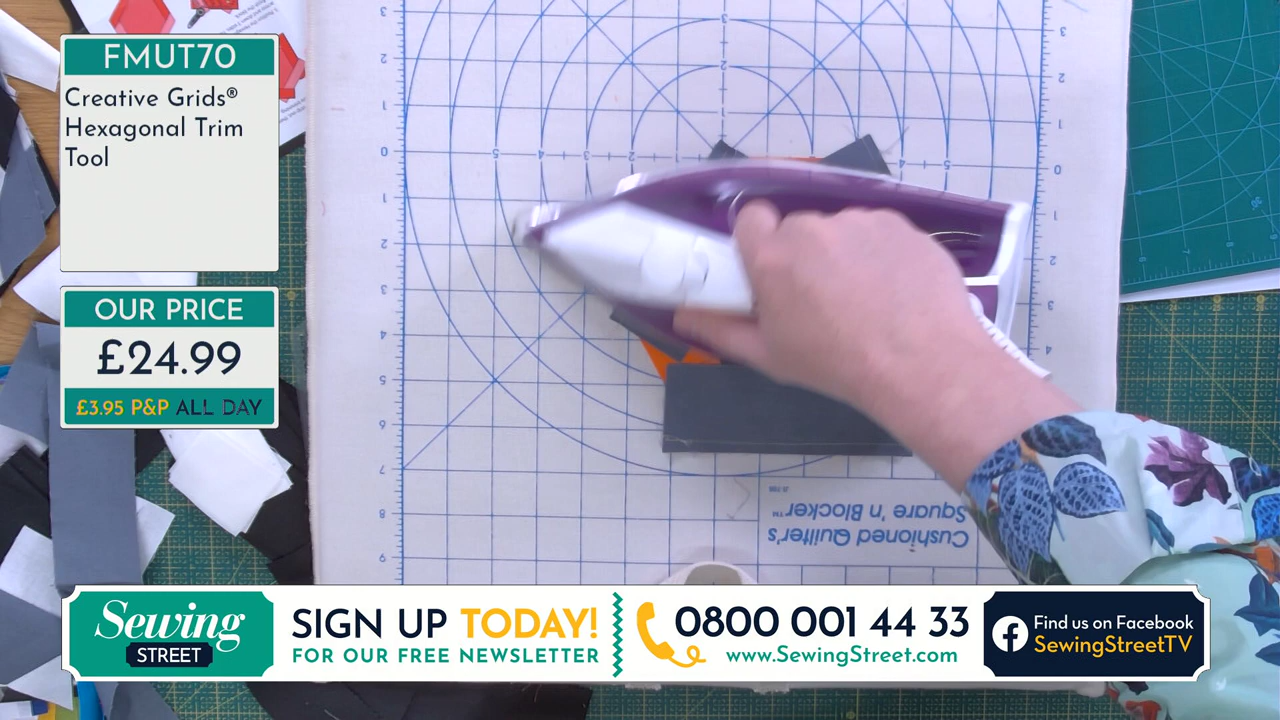 FMUT70
Creative Grids®
Hexagonal Trim
Tool
OUR PRICE
£24.99
£3.95 P&P ALL DAY
Cushioned Quilter's
Square 'n Blocker™
Sewing
STREET
SIGN UP TODAY!
FOR OUR FREE NEWSLETTER
0800 001 44 33
www.SewingStreet.com
Find us on Facebook
SewingStreetTV